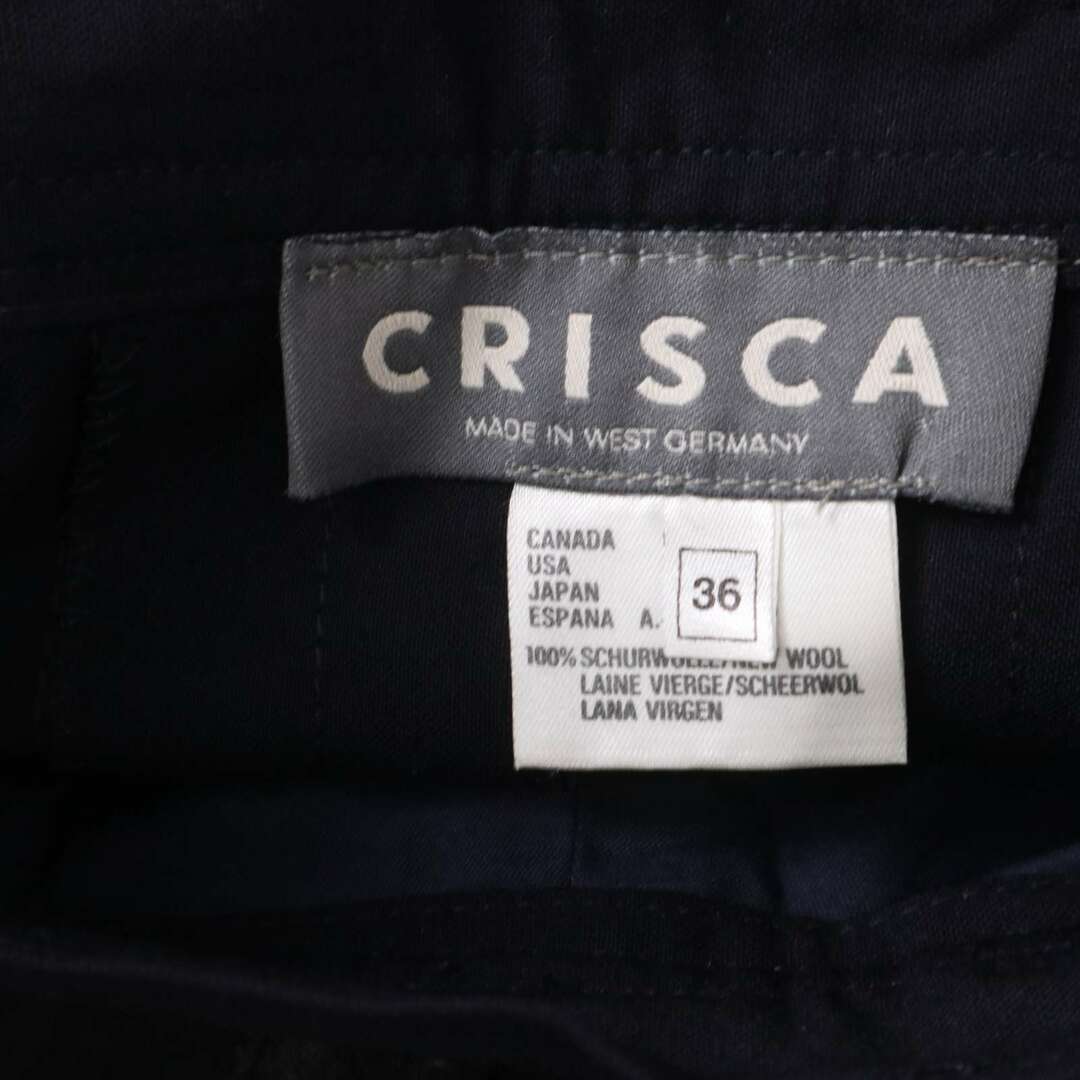 CRISCA
MADE IN WEST GERMANY
CANADA
USA
JAPAN
ESPANA A.
36
100% SCHURWOLLE/NEW WOOL
LAINE VIERGE/SCHEERWOL
LANA VIRGEN